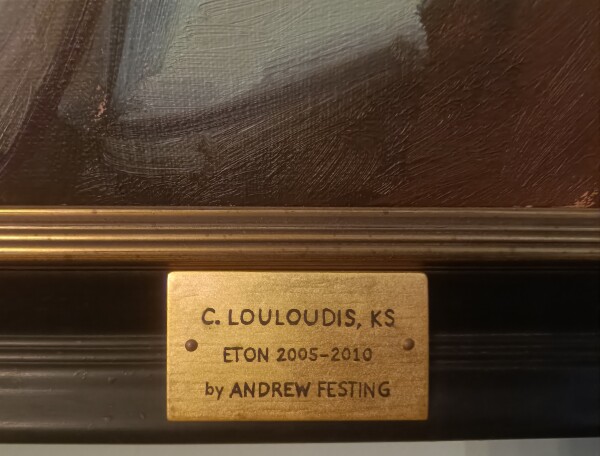 C. LOULOUDIS, KS
ETON 2005-2010
by ANDREW FESTING